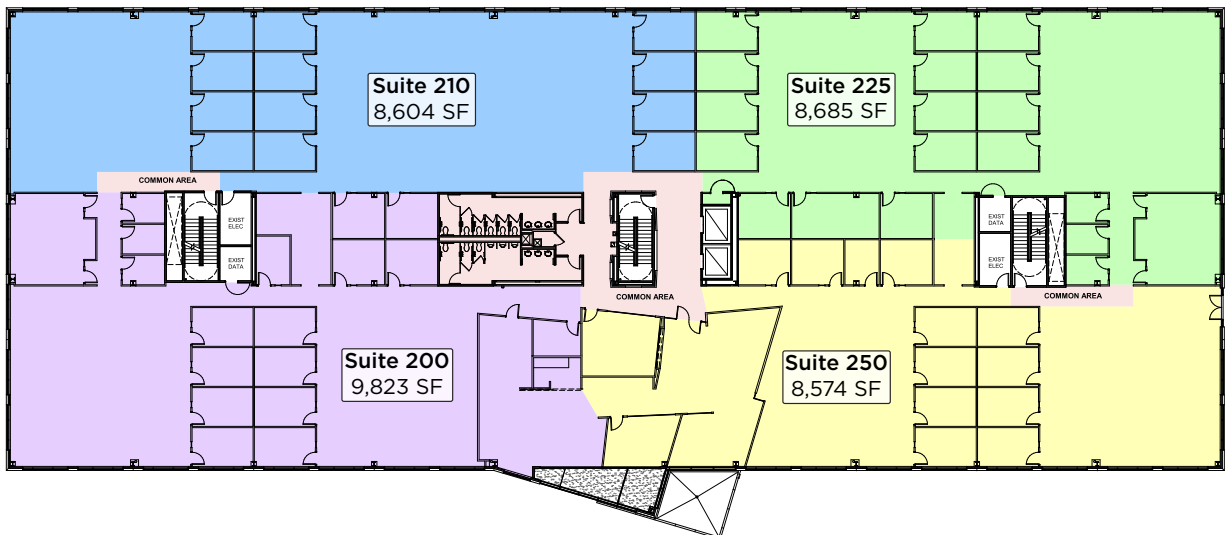 Suite 210
8,604 SF
Suite 225
8,685 SF
COMMON AREA
EXIST
ELEC
EXIST
DATA
EXIST
DATA
EXIST
ELEC
COMMON AREA
COMMON AREA
Suite 200
9,823 SF
Suite 250
8,574 SF